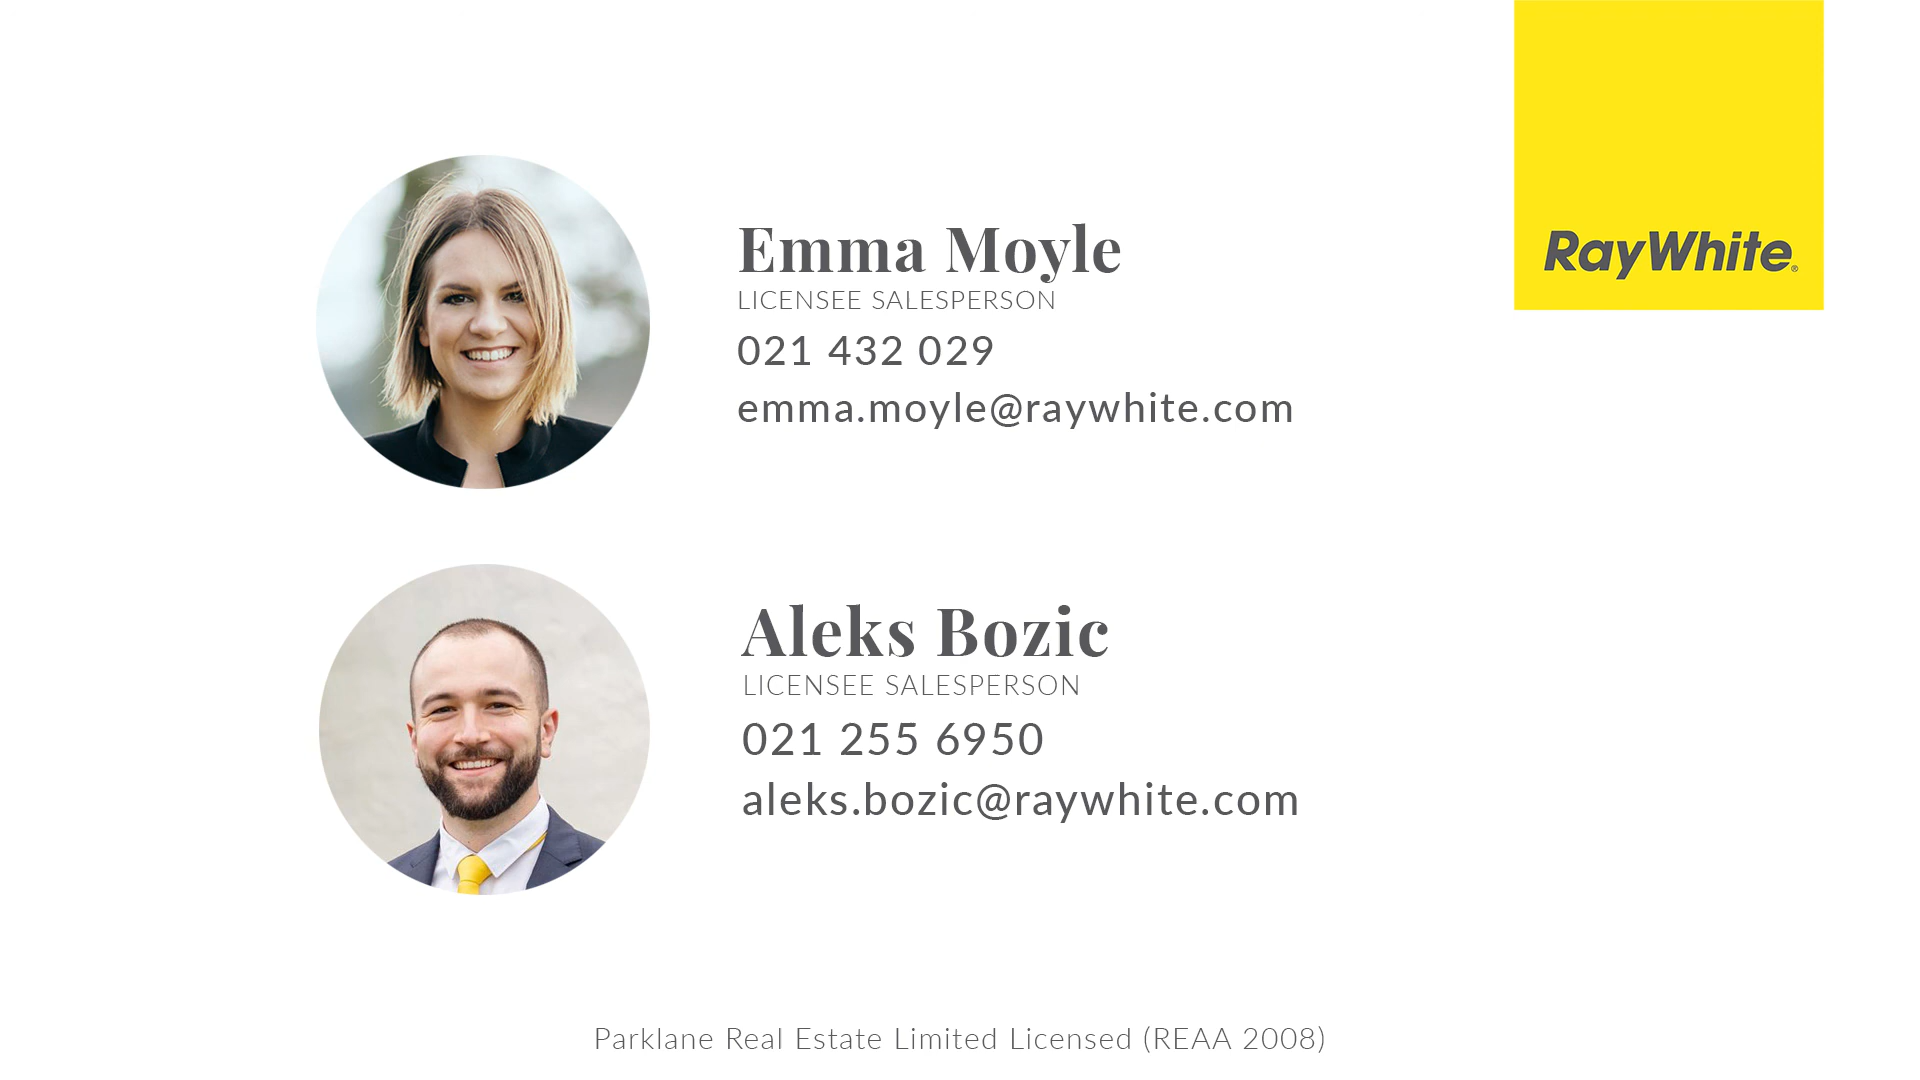 RayWhite®
Emma Moyle
LICENSEE SALESPERSON
021 432 029
emma.moyle@raywhite.com
Aleks Bozic
LICENSEE SALESPERSON
021 255 6950
aleks.bozic@raywhite.com
Parklane Real Estate Limited Licensed (REAA 2008)